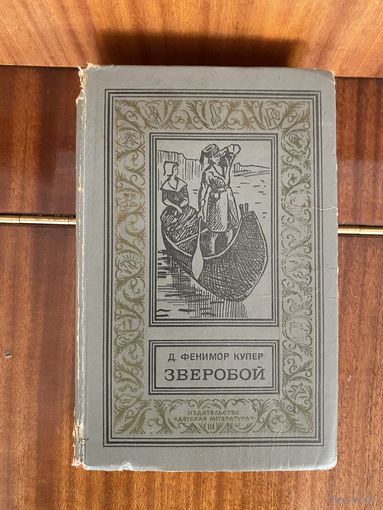 Д. ФЕНИМОР КУПЕР
ЗВЕРОБОЙ
ИЗДАТЕЛЬСТВО
«ДЕТСКАЯ ЛИТЕРАТУРА»